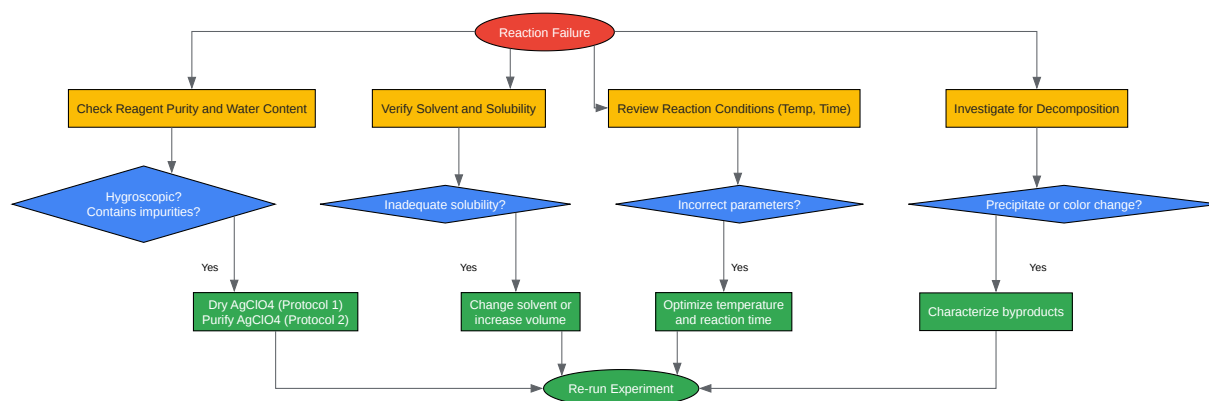 Reaction Failure
Check Reagent Purity and Water Content
Verify Solvent and Solubility
Review Reaction Conditions (Temp, Time)
Investigate for Decomposition
Hygroscopic?
Contains impurities?
Inadequate solubility?
Incorrect parameters?
Precipitate or color change?
Yes
Yes
Yes
Yes
Dry AgClO4 (Protocol 1)
Purify AgClO4 (Protocol 2)
Change solvent or
increase volume
Optimize temperature
and reaction time
Characterize byproducts
Re-run Experiment